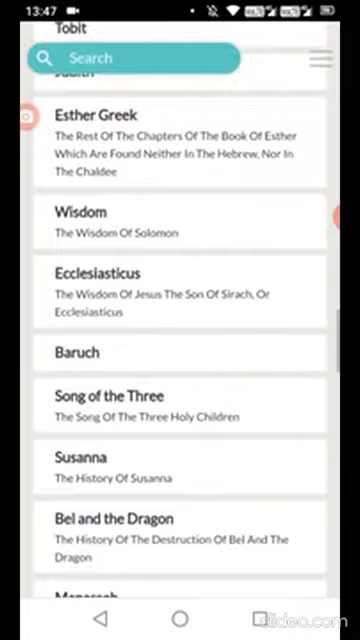 13:47
Tobit
Search
Judith
Esther Greek
The Rest Of The Chapters Of The Book Of Esther
Which Are Found Neither In The Hebrew, Nor In
The Chaldee
Wisdom
The Wisdom Of Solomon
Ecclesiasticus
The Wisdom Of Jesus The Son Of Sirach, Or
Ecclesiasticus
Baruch
Song of the Three
The Song Of The Three Holy Children
Susanna
The History Of Susanna
Bel and the Dragon
The History Of The Destruction Of Bel And The
Dragon
Manasseh
clideo.com